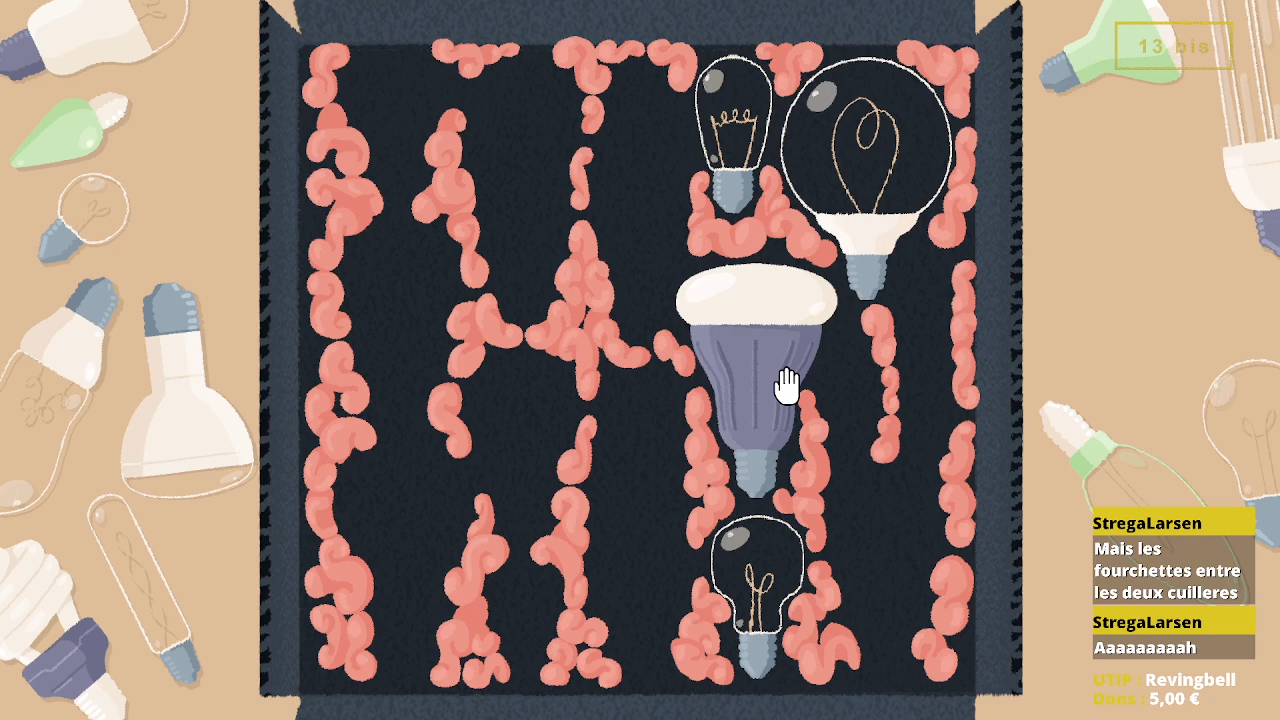 13 bis
StregaLarsen
Mais les
fourchettes entre
les deux cuilleres
StregaLarsen
Aaaaaaaaah
UTIP : Revingbell
Dons : 5,00 €